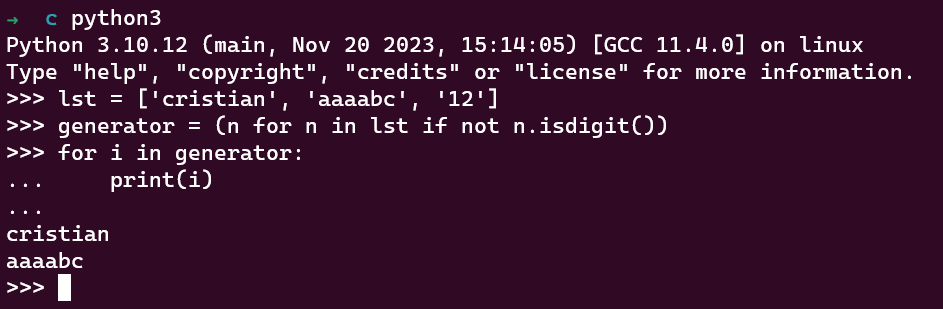 →  c python3
Python 3.10.12 (main, Nov 20 2023, 15:14:05) [GCC 11.4.0] on linux
Type "help", "copyright", "credits" or "license" for more information.
>>> lst = ['cristian', 'aaaabc', '12']
>>> generator = (n for n in lst if not n.isdigit())
>>> for i in generator:
...     print(i)
...
cristian
aaaabc
>>>